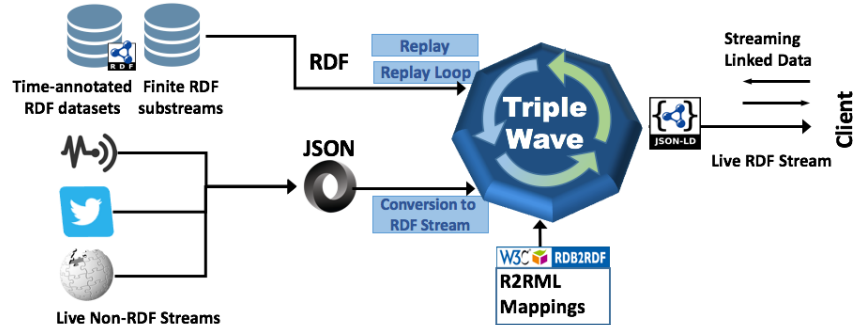 Time-annotated
RDF datasets
RDF
Finite RDF
substreams
RDF
Replay
Replay Loop
JSON
Conversion to
RDF Stream
Live Non-RDF Streams
Triple
Wave
W3C RDB2RDF
R2RML
Mappings
{ }
JSON-LD
Streaming
Linked Data
Live RDF Stream
Client